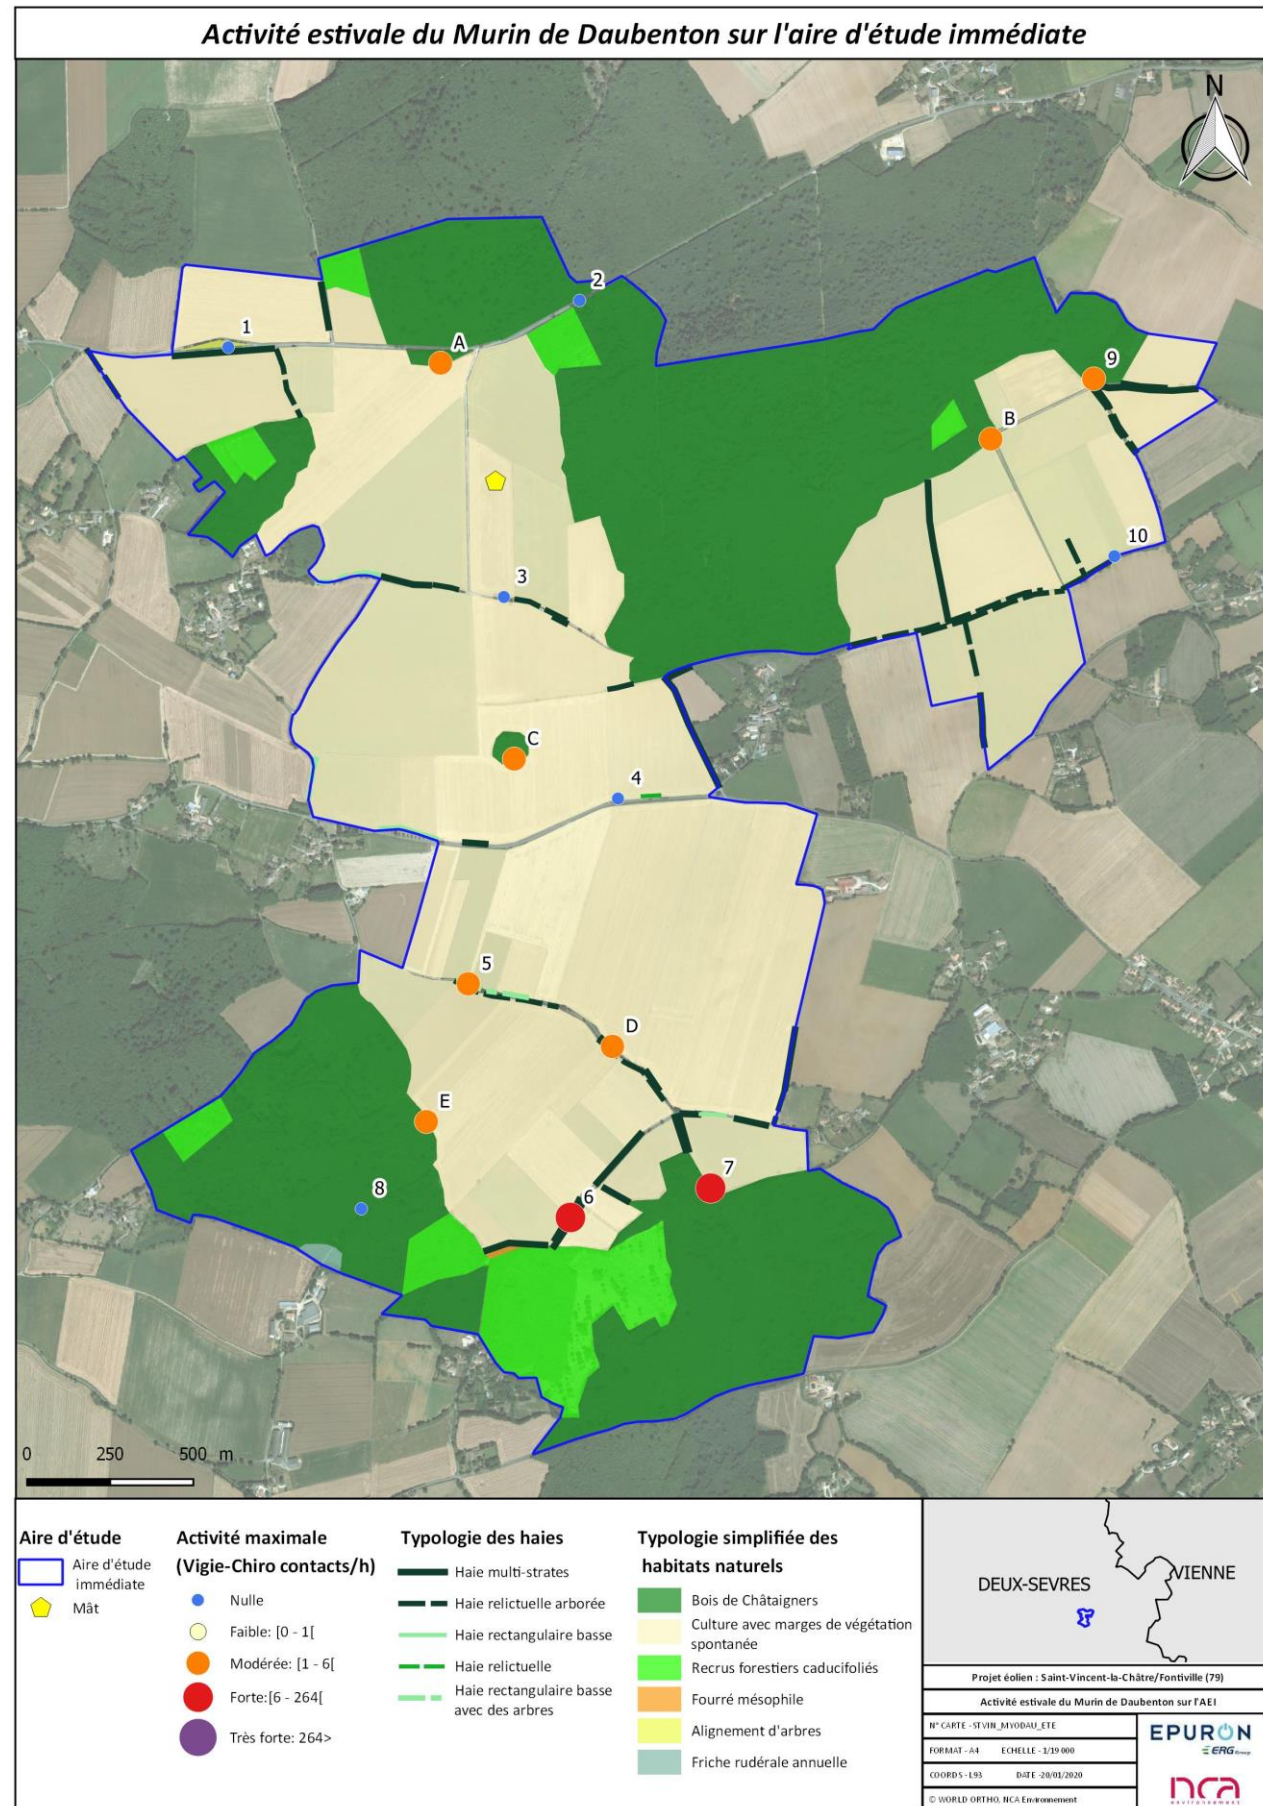 Activité estivale du Murin de Daubenton sur l'aire d'étude immédiate
N
2
1
A
9
B
10
3
C
4
5
D
E
7
8
6
0 250 500 m
Aire d'étude
Aire d'étude
immédiate
Mât
Activité maximale
(Vigie-Chiro contacts/h)
Nulle
Faible: [0 - 1[
Modérée: [1 - 6[
Forte:[6 - 264[
Très forte: 264>
Typologie des haies
Haie multi-strates
Haie relictuelle arborée
Haie rectangulaire basse
Haie relictuelle
Haie rectangulaire basse
avec des arbres
Typologie simplifiée des
habitats naturels
Bois de Châtaigners
Culture avec marges de végétation
spontanée
Recrus forestiers caducifoliés
Fourré mésophile
Alignement d'arbres
Friche rudérale annuelle
DEUX-SEVRES
VIENNE
Projet éolien : Saint-Vincent-la-Châtre/Fontiville (79)
Activité estivale du Murin de Daubenton sur l'AEI
N° CARTE - STVIN_MYODAU_ETE
FORMAT - A4 ECHELLE - 1/19 000
COORDS - L93 DATE -20/01/2020
© WORLD ORTHO, NCA Environnement
EPURON
ERG Group
nca
environnement